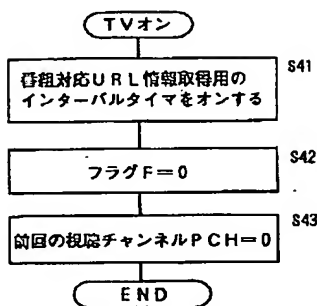 TVオン
番組対応URL情報取得用の
インターバルタイマをオンする
S41
フラグF=0
S42
前回の視聴チャンネルPCH=0
S43
END